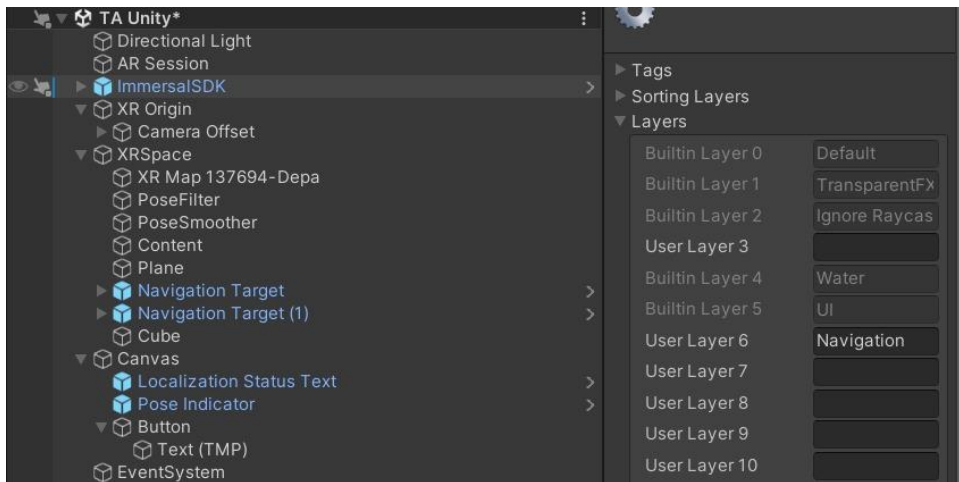 TA Unity*
Directional Light
AR Session
ImmersalSDK
XR Origin
Camera Offset
XRSpace
XR Map 137694-Depa
PoseFilter
PoseSmoother
Content
Plane
Navigation Target
Navigation Target (1)
Cube
Canvas
Localization Status Text
Pose Indicator
Button
Text (TMP)
EventSystem
Tags
Sorting Layers
Layers
Builtin Layer 0 Default
Builtin Layer 1 TransparentFX
Builtin Layer 2 Ignore Raycas
User Layer 3
Builtin Layer 4 Water
Builtin Layer 5 UI
User Layer 6 Navigation
User Layer 7
User Layer 8
User Layer 9
User Layer 10